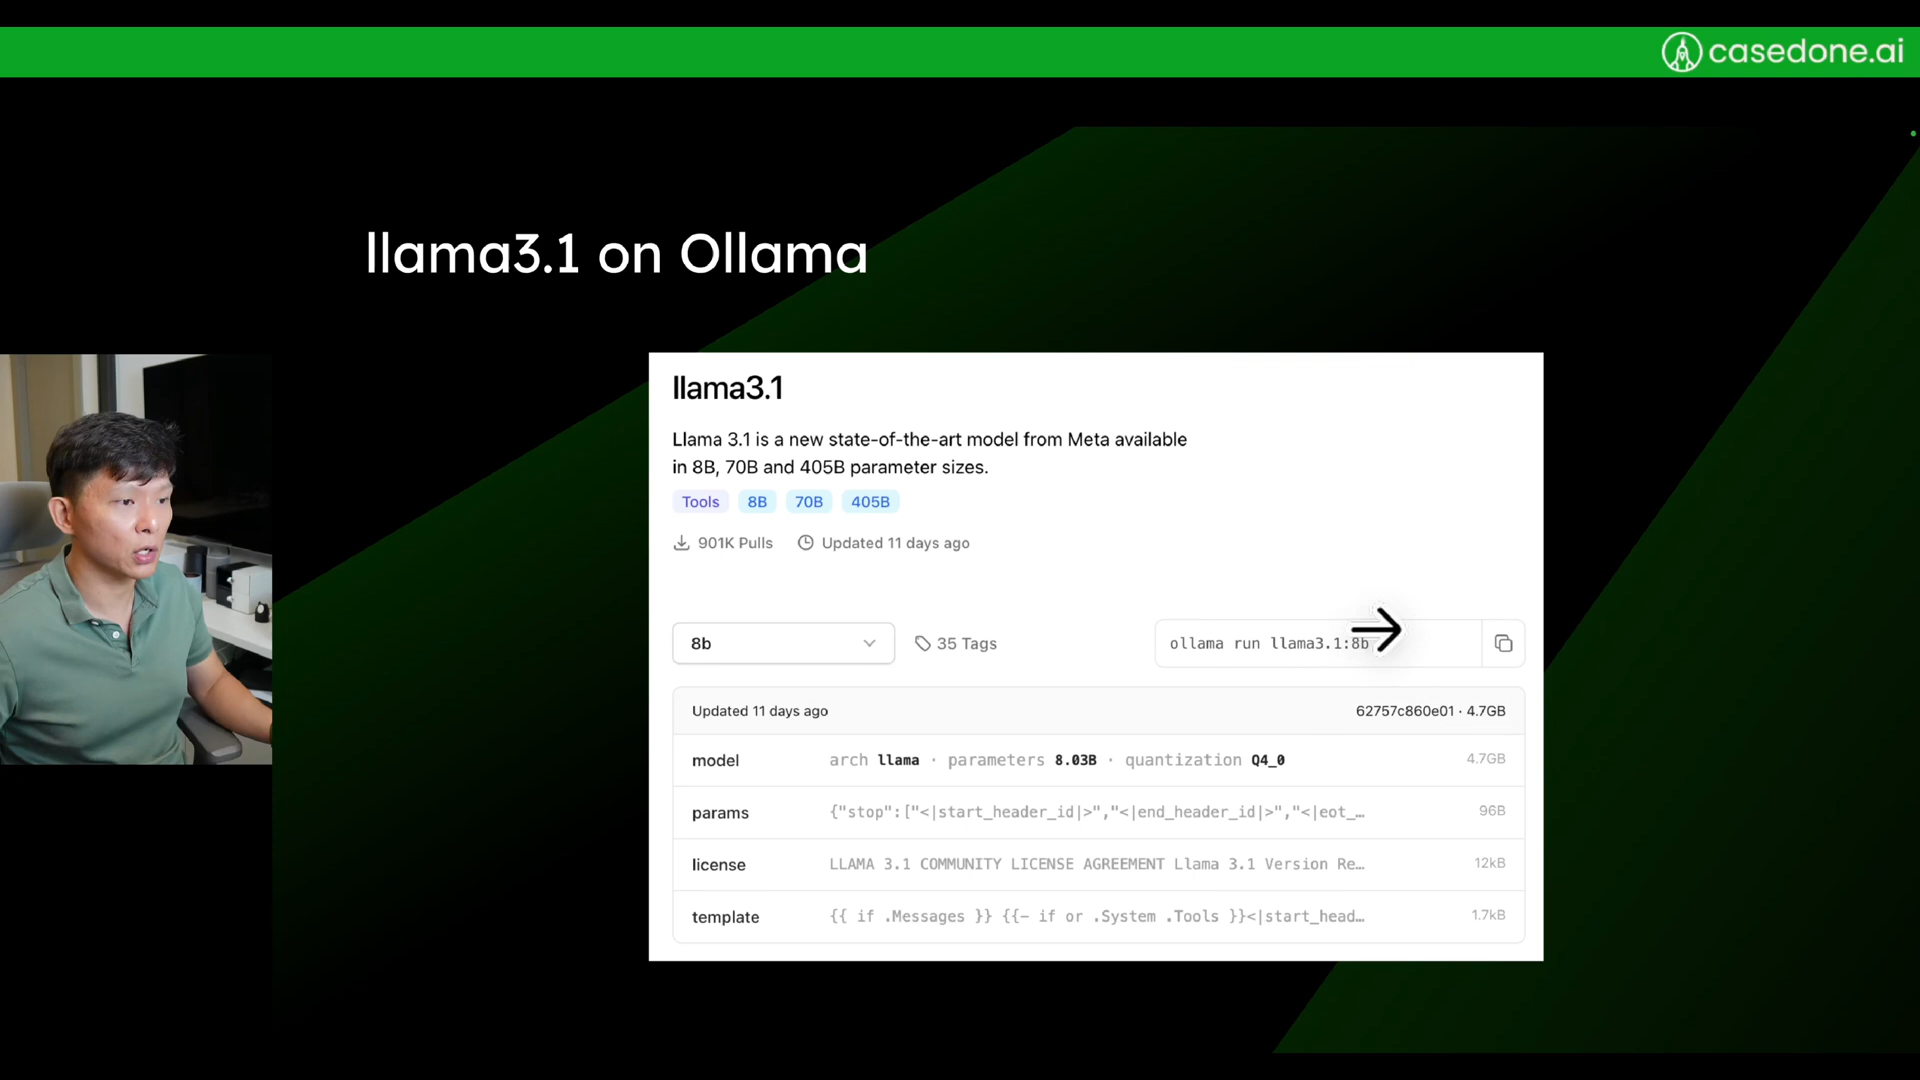 casedone.ai
llama3.1 on Ollama
llama3.1
Llama 3.1 is a new state-of-the-art model from Meta available
in 8B, 70B and 405B parameter sizes.
Tools 8B 70B 405B
901K Pulls Updated 11 days ago
8b 35 Tags ollama run llama3.1:8b
Updated 11 days ago 62757c860e01 · 4.7GB
model arch llama · parameters 8.03B · quantization Q4_0 4.7GB
params {"stop":["<|start_header_id|>","<|end_header_id|>","<|eot_… 96B
license LLAMA 3.1 COMMUNITY LICENSE AGREEMENT Llama 3.1 Version Re… 12kB
template {{ if .Messages }} {{- if or .System .Tools }}<|start_head… 1.7kB